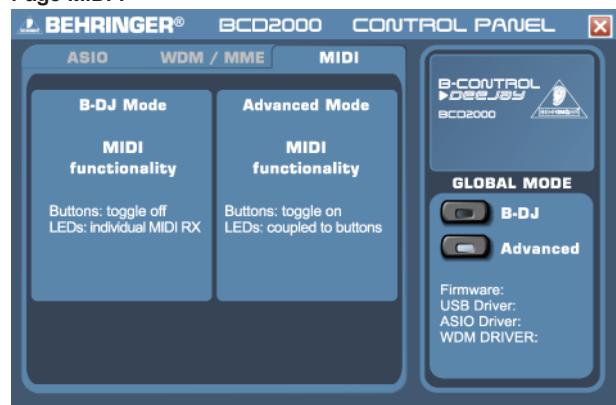 BEHRINGER® BCD2000 CONTROL PANEL
ASIO WDM / MME MIDI
B-DJ Mode
MIDI
functionality
Buttons: toggle off
LEDs: individual MIDI RX
Advanced Mode
MIDI
functionality
Buttons: toggle on
LEDs: coupled to buttons
B-CONTROL
DEEJAY
BCD2000
BEHRINGER
GLOBAL MODE
B-DJ
Advanced
Firmware:
USB Driver:
ASIO Driver:
WDM DRIVER: